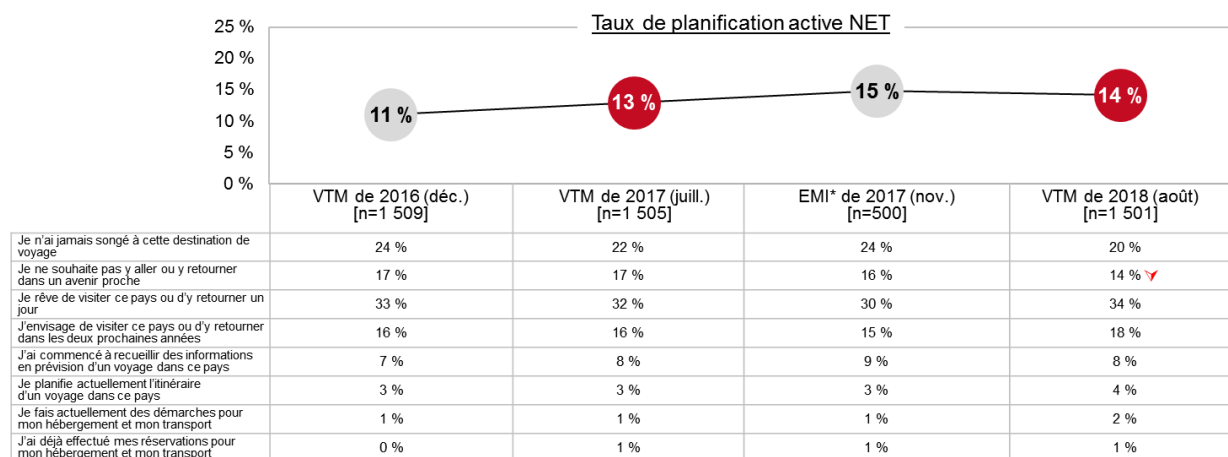 Taux de planification active NET
25 %
20 %
15 %
10 %
5 %
0 %
11 %
13 %
15 %
14 %
VTM de 2016 (déc.)
[n=1 509]
VTM de 2017 (juill.)
[n=1 505]
EMI* de 2017 (nov.)
[n=500]
VTM de 2018 (août)
[n=1 501]
Je n'ai jamais songé à cette destination de
voyage
24 %
22 %
24 %
20 %
Je ne souhaite pas y aller ou y retourner
dans un avenir proche
17 %
17 %
16 %
14 %
Je rêve de visiter ce pays ou d'y retourner un
jour
33 %
32 %
30 %
34 %
J'envisage de visiter ce pays ou d'y retourner
dans les deux prochaines années
16 %
16 %
15 %
18 %
J'ai commencé à recueillir des informations
en prévision d'un voyage dans ce pays
7 %
8 %
9 %
8 %
Je planifie actuellement l'itinéraire
d'un voyage dans ce pays
3 %
3 %
3 %
4 %
Je fais actuellement des démarches pour
mon hébergement et mon transport
1 %
1 %
1 %
2 %
J'ai déjà effectué mes réservations pour
mon hébergement et mon transport
0 %
1 %
1 %
1 %